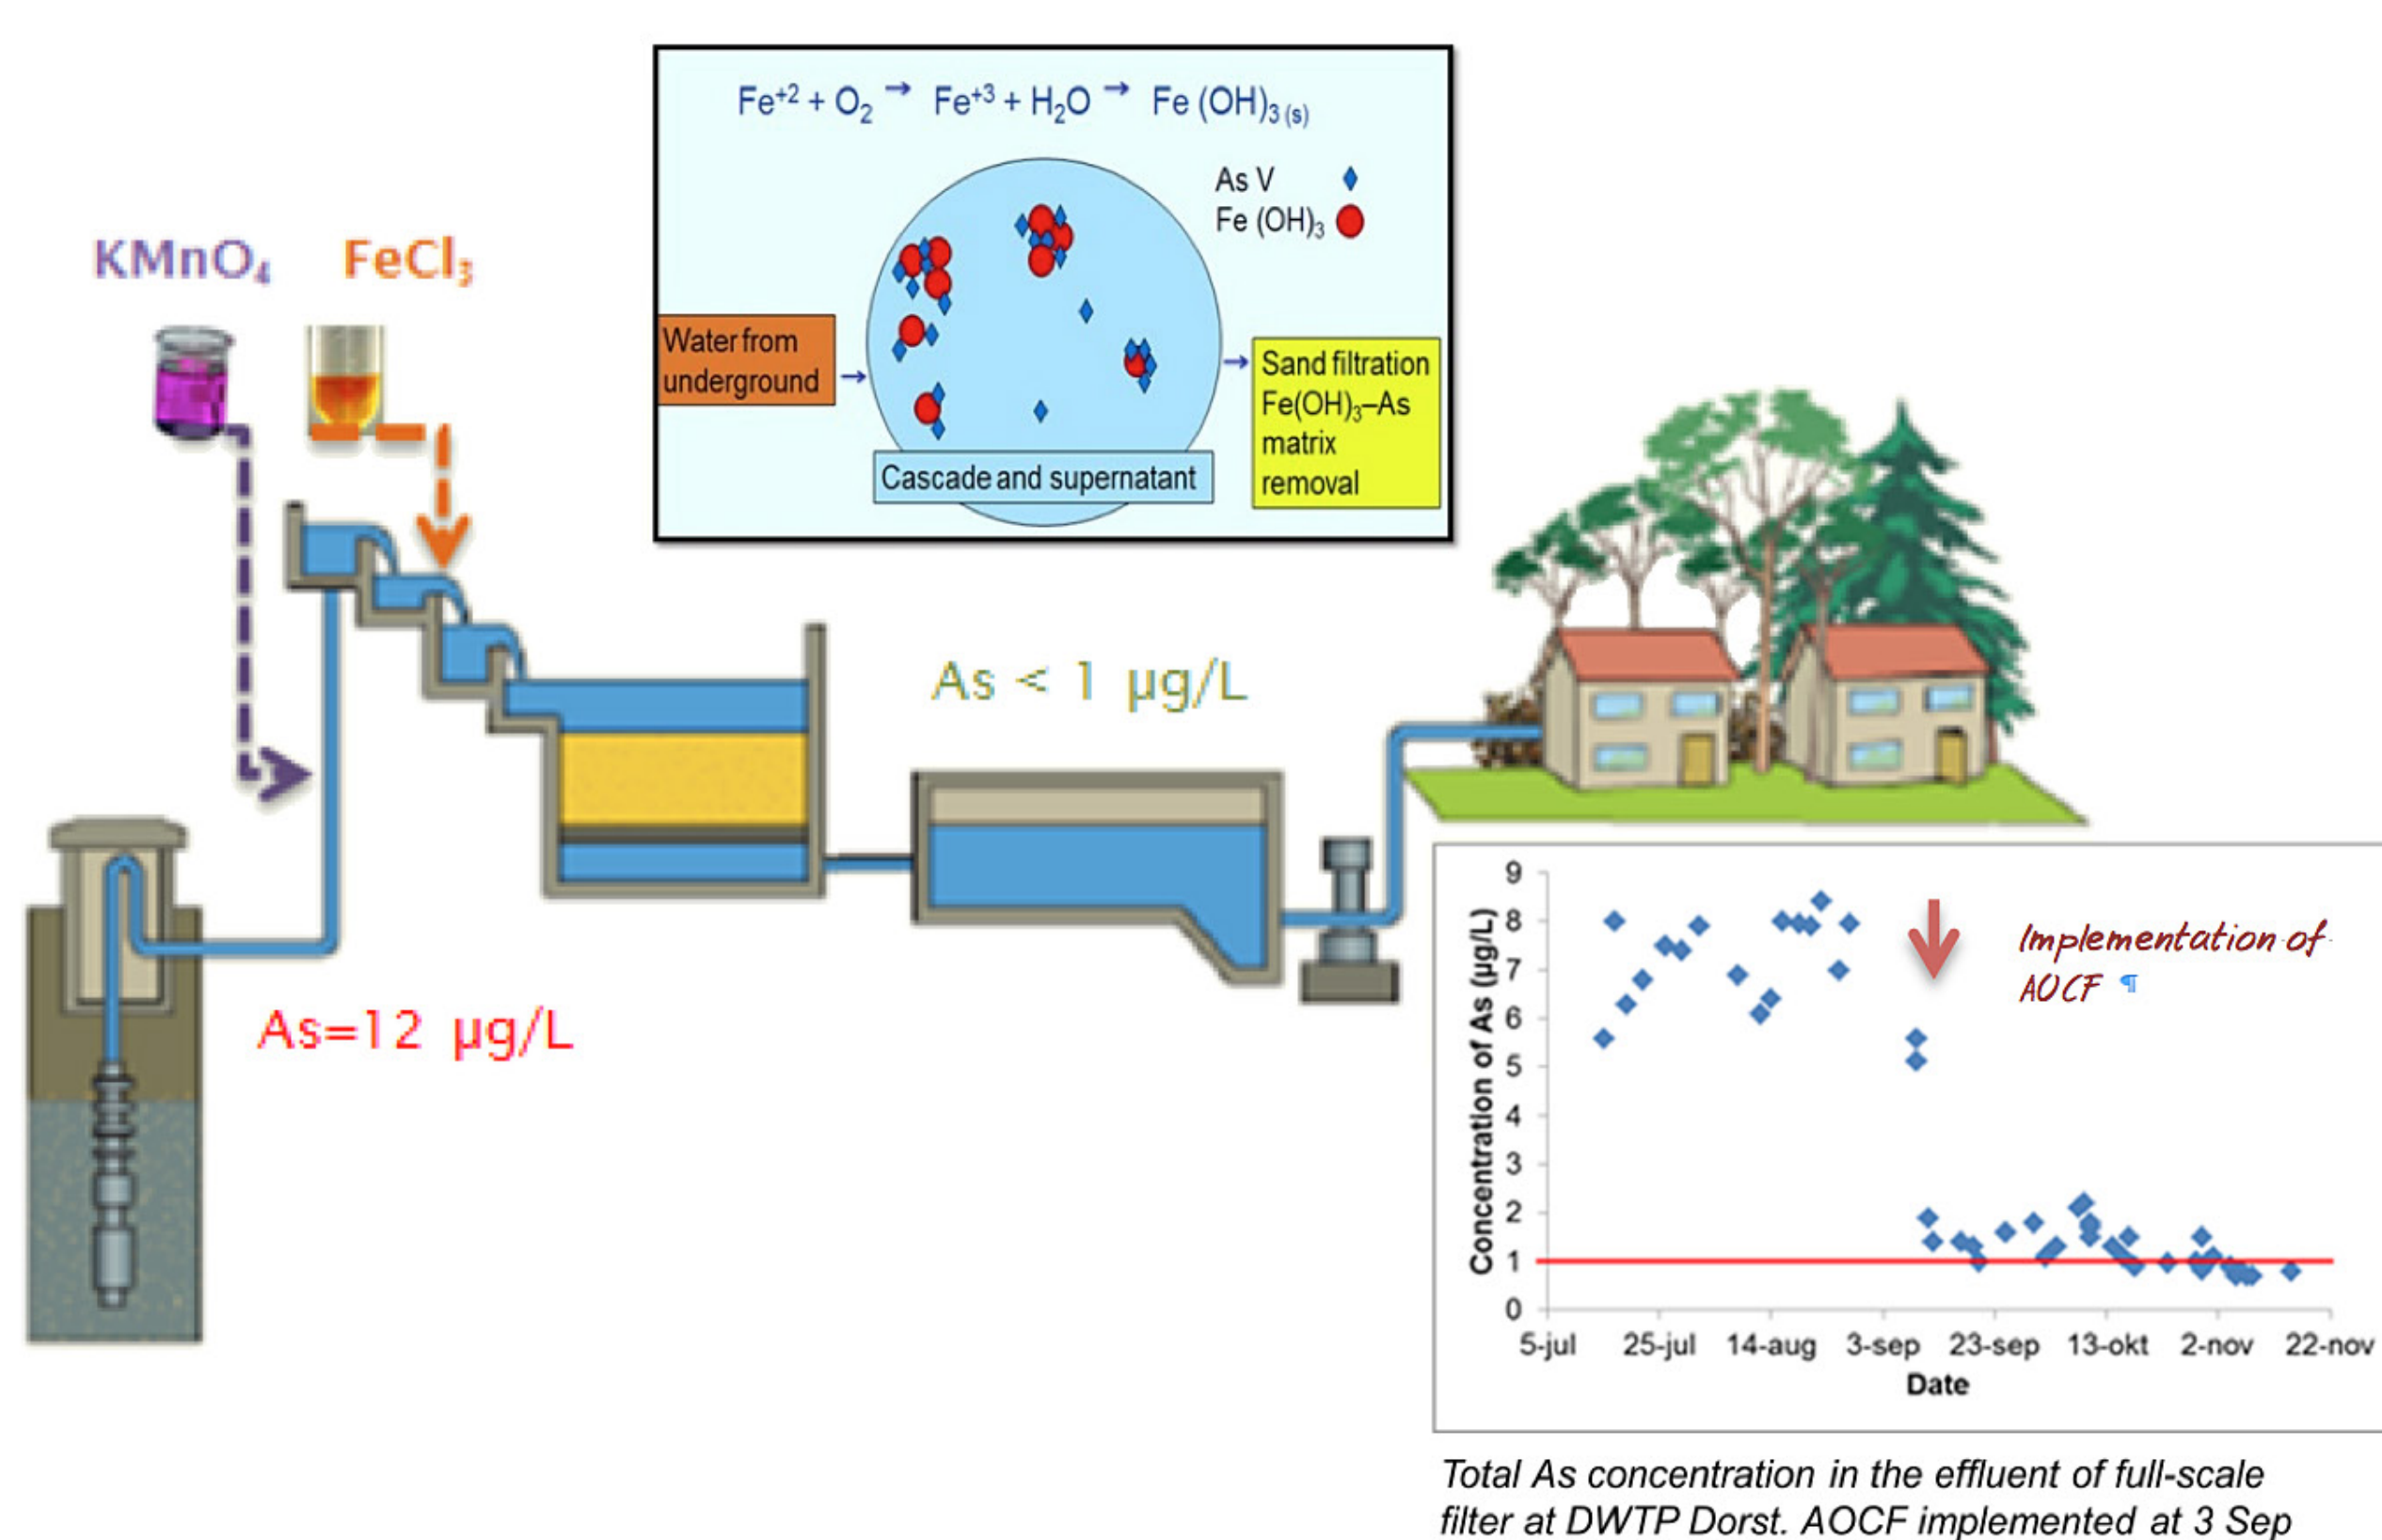 Fe+2 + O2 → Fe+3 + H2O → Fe (OH)3 (s)
As V
Fe (OH)3
Water from
underground
Cascade and supernatant
Sand filtration
Fe(OH)3–As
matrix
removal
KMnO4
FeCl3
As < 1 µg/L
As=12 µg/L
Implementation of
AOCF ¶
Concentration of As (µg/L)
9
8
7
6
5
4
3
2
1
0
5-jul 25-jul 14-aug 3-sep 23-sep 13-okt 2-nov 22-nov
Date
Total As concentration in the effluent of full-scale
filter at DWTP Dorst. AOCF implemented at 3 Sep